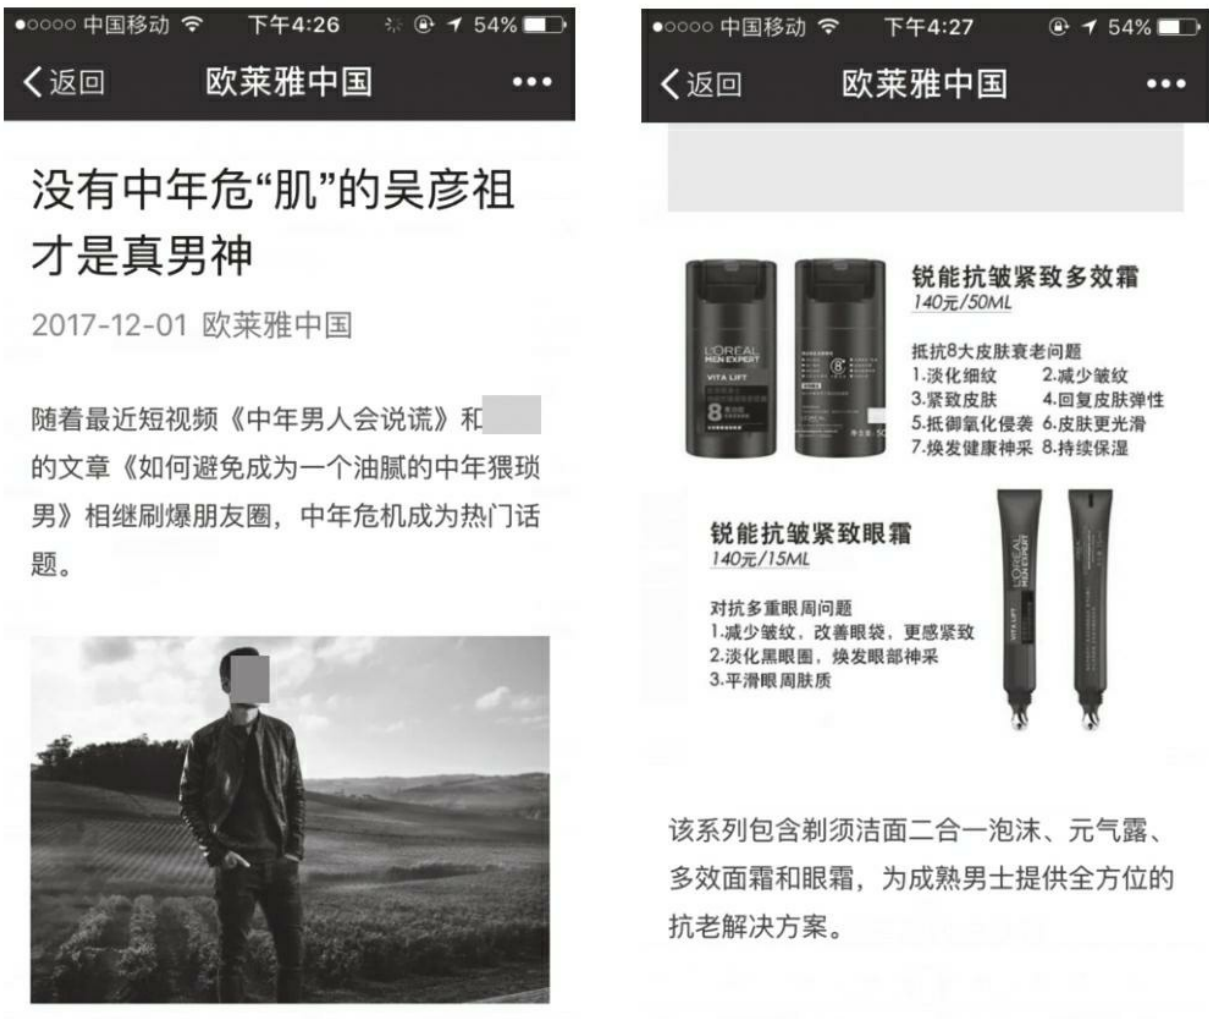 中国移动 下午4:26 54%
返回 欧莱雅中国
没有中年危“肌”的吴彦祖
才是真男神
2017-12-01 欧莱雅中国
随着最近短视频《中年男人会说谎》和
的文章《如何避免成为一个油腻的中年猥琐
男》相继刷爆朋友圈，中年危机成为热门话
题。
中国移动 下午4:27 54%
返回 欧莱雅中国
L'ORÉAL
MEN EXPERT
VITA LIFT
8
8
锐能抗皱紧致多效霜
140元/50ML
抵抗8大皮肤衰老问题
1.淡化细纹 2.减少皱纹
3.紧致皮肤 4.回复皮肤弹性
5.抵御氧化侵袭 6.皮肤更光滑
7.焕发健康神采 8.持续保湿
锐能抗皱紧致眼霜
140元/15ML
对抗多重眼周问题
1.减少皱纹，改善眼袋，更感紧致
2.淡化黑眼圈，焕发眼部神采
3.平滑眼周肤质
L'ORÉAL
MEN EXPERT
VITA LIFT
该系列包含剃须洁面二合一泡沫、元气露、
多效面霜和眼霜，为成熟男士提供全方位的
抗老解决方案。